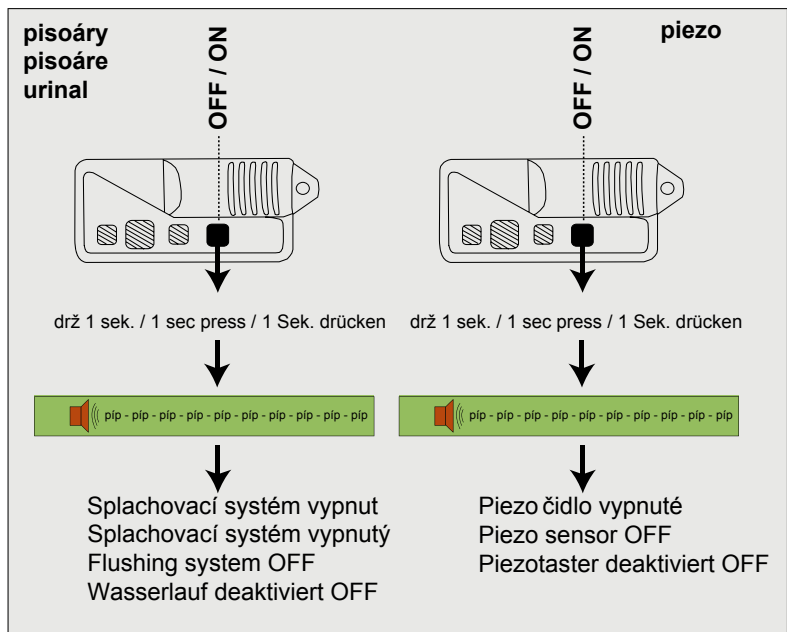 pisoáry
pisoáre
urinal
OFF / ON
drž 1 sek. / 1 sec press / 1 Sek. drücken
píp - píp - píp - píp - píp - píp - píp - píp - píp - píp
Splachovací systém vypnut
Splachovací systém vypnutý
Flushing system OFF
Wasserlauf deaktiviert OFF
piezo
OFF / ON
drž 1 sek. / 1 sec press / 1 Sek. drücken
píp - píp - píp - píp - píp - píp - píp - píp - píp - píp
Piezo čidlo vypnuté
Piezo sensor OFF
Piezotaster deaktiviert OFF